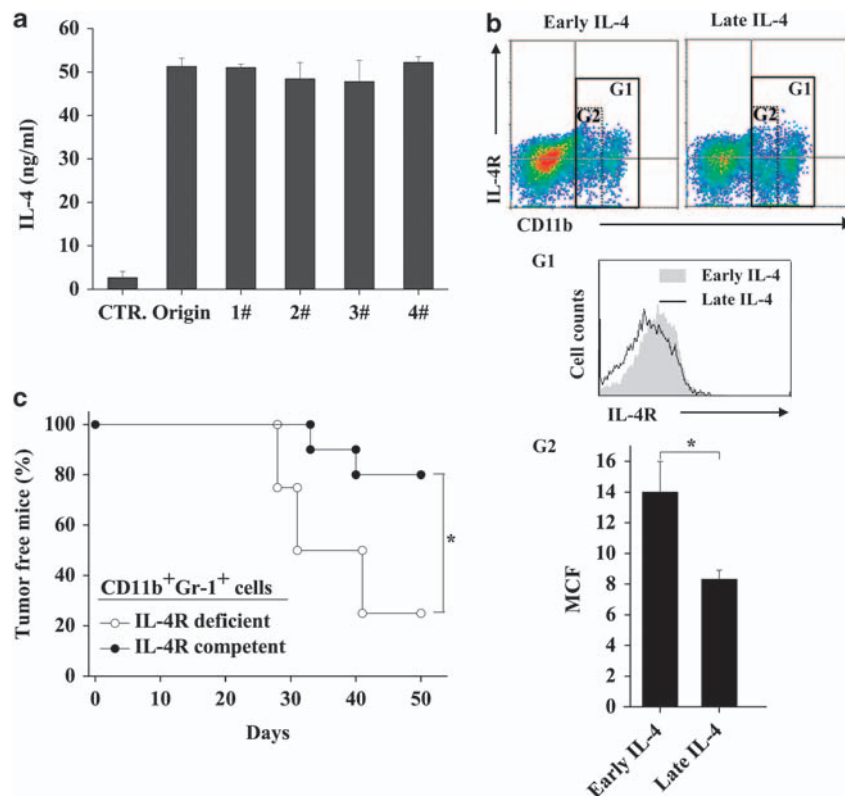 a
IL-4 (ng/ml)
60
50
40
30
20
10
0
CTR. Origin 1# 2# 3# 4#
b
Early IL-4 Late IL-4
G1 G1
G2 G2
IL-4R
CD11b
G1
Early IL-4
Late IL-4
Cell counts
IL-4R
c
Tumor free mice (%)
100
80
60
40
20
0
*
CD11b+Gr-1+ cells
IL-4R deficient
IL-4R competent
0 10 20 30 40 50
Days
G2
*
MCF
16
14
12
10
8
6
4
2
0
Early IL-4 Late IL-4